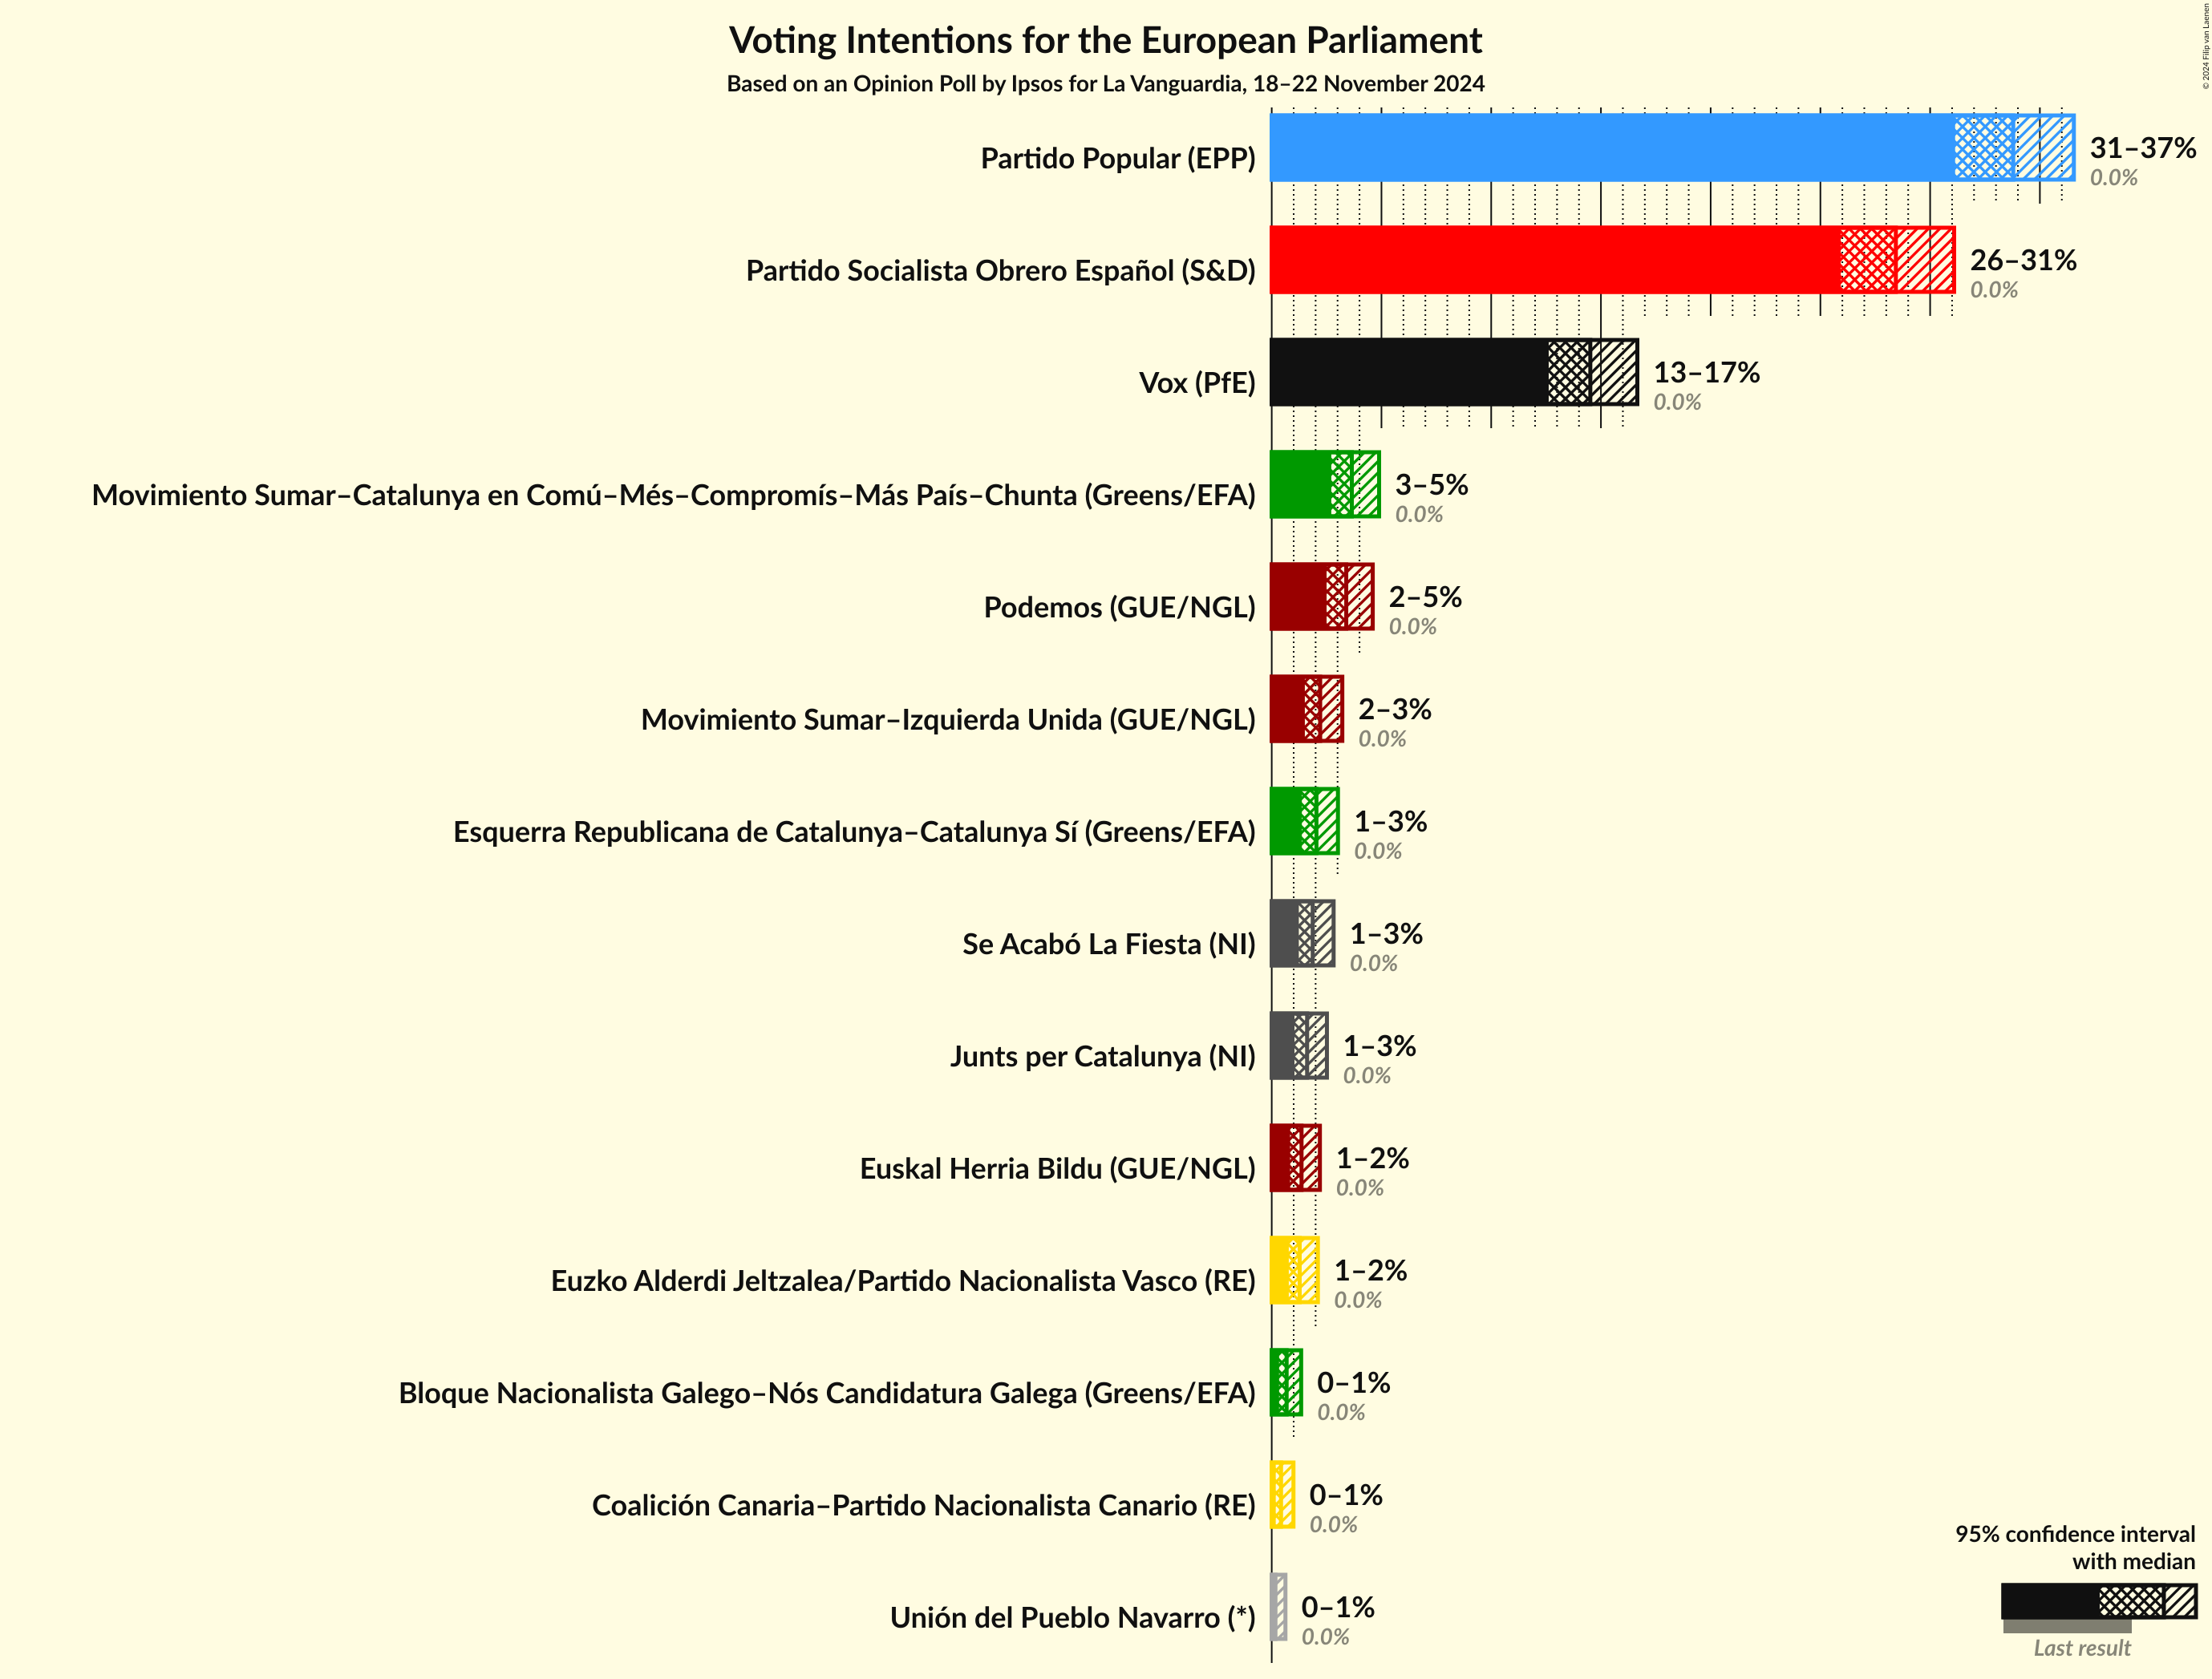 Voting Intentions for the European Parliament
Based on an Opinion Poll by Ipsos for La Vanguardia, 18–22 November 2024
© 2024 Filip van Laenen
Partido Popular (EPP)
31–37%
0.0%
Partido Socialista Obrero Español (S&D)
26–31%
0.0%
Vox (PfE)
13–17%
0.0%
Movimiento Sumar–Catalunya en Comú–Més–Compromís–Más País–Chunta (Greens/EFA)
3–5%
0.0%
Podemos (GUE/NGL)
2–5%
0.0%
Movimiento Sumar–Izquierda Unida (GUE/NGL)
2–3%
0.0%
Esquerra Republicana de Catalunya–Catalunya Sí (Greens/EFA)
1–3%
0.0%
Se Acabó La Fiesta (NI)
1–3%
0.0%
Junts per Catalunya (NI)
1–3%
0.0%
Euskal Herria Bildu (GUE/NGL)
1–2%
0.0%
Euzko Alderdi Jeltzalea/Partido Nacionalista Vasco (RE)
1–2%
0.0%
Bloque Nacionalista Galego–Nós Candidatura Galega (Greens/EFA)
0–1%
0.0%
Coalición Canaria–Partido Nacionalista Canario (RE)
0–1%
0.0%
Unión del Pueblo Navarro (*)
0–1%
0.0%
95% confidence interval
with median
Last result